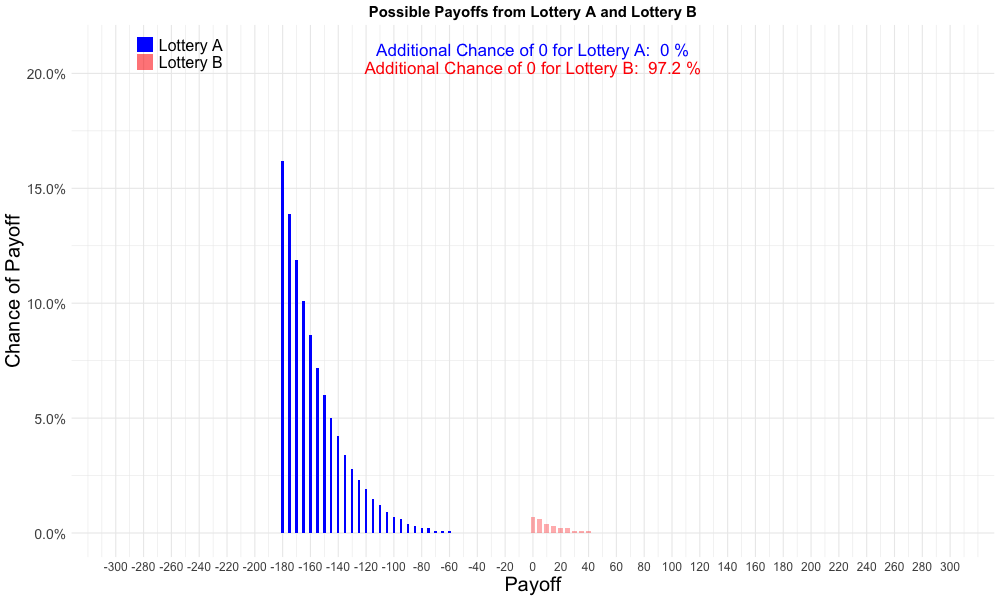 Possible Payoffs from Lottery A and Lottery B
Lottery A
Lottery B
Additional Chance of 0 for Lottery A:  0 %
Additional Chance of 0 for Lottery B:  97.2 %
Chance of Payoff
20.0%
15.0%
10.0%
5.0%
0.0%
-300 -280 -260 -240 -220 -200 -180 -160 -140 -120 -100 -80 -60 -40 -20 0 20 40 60 80 100 120 140 160 180 200 220 240 260 280 300
Payoff